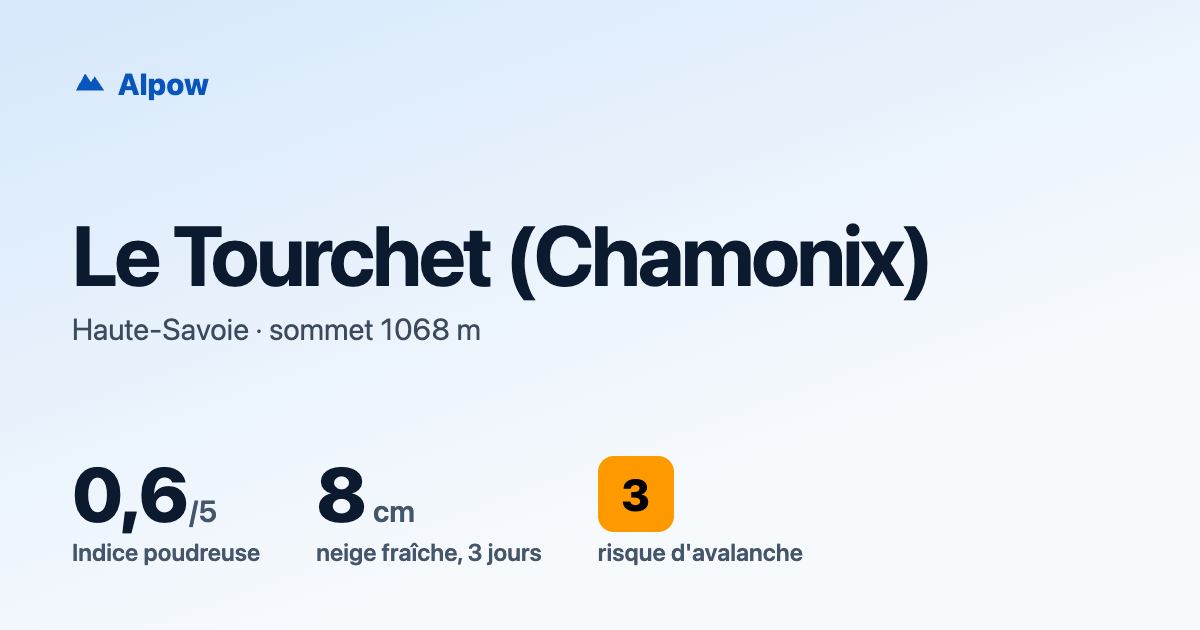 Alpow
Le Tourchet (Chamonix)
Haute-Savoie · sommet 1068 m
0,6/5
Indice poudreuse
8 cm
neige fraîche, 3 jours
3
risque d'avalanche